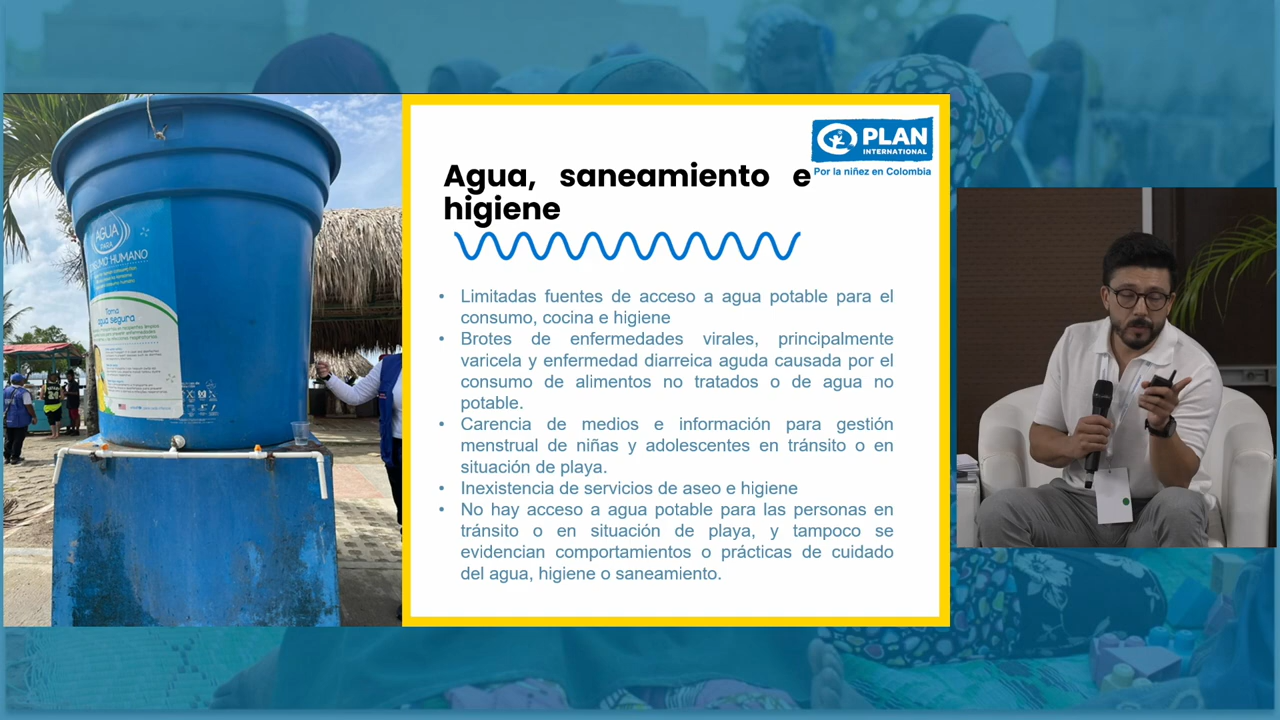 AGUA
PARA
CONSUMO HUMANO
Toma
agua segura
PLAN
INTERNATIONAL
Por la niñez en Colombia
Agua, saneamiento e
higiene
• Limitadas fuentes de acceso a agua potable para el
consumo, cocina e higiene
• Brotes de enfermedades virales, principalmente
varicela y enfermedad diarreica aguda causada por el
consumo de alimentos no tratados o de agua no
potable.
• Carencia de medios e información para gestión
menstrual de niñas y adolescentes en tránsito o en
situación de playa.
• Inexistencia de servicios de aseo e higiene
• No hay acceso a agua potable para las personas en
tránsito o en situación de playa, y tampoco se
evidencian comportamientos o prácticas de cuidado
del agua, higiene o saneamiento.